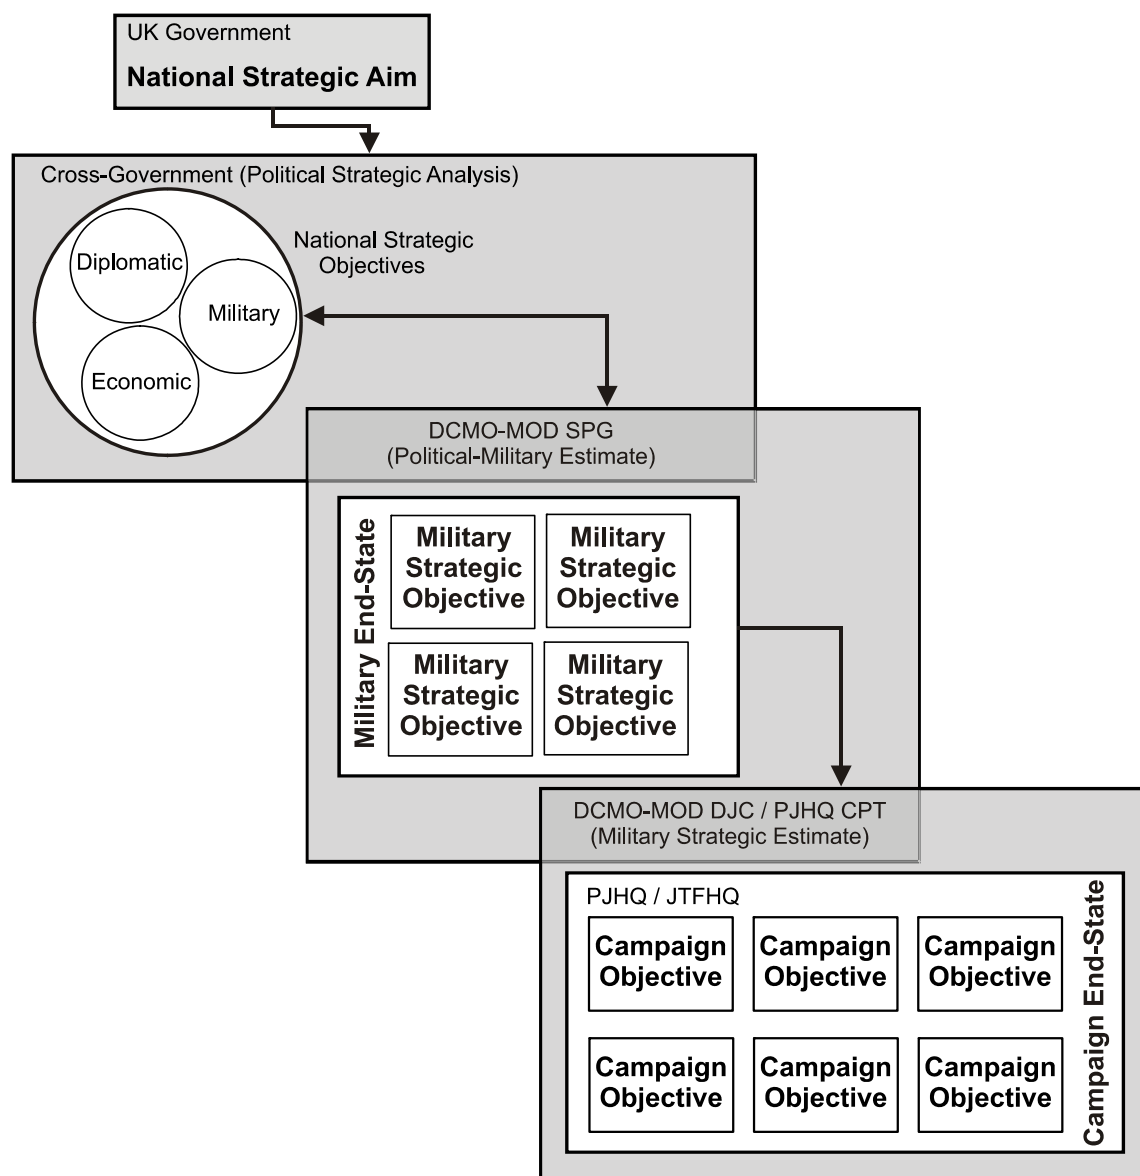 UK Government
National Strategic Aim
Cross-Government (Political Strategic Analysis)
National Strategic
Objectives
Diplomatic
Military
Economic
DCMO-MOD SPG
(Political-Military Estimate)
Military End-State
Military
Strategic
Objective
Military
Strategic
Objective
Military
Strategic
Objective
Military
Strategic
Objective
DCMO-MOD DJC / PJHQ CPT
(Military Strategic Estimate)
PJHQ / JTFHQ
Campaign
Objective
Campaign
Objective
Campaign
Objective
Campaign
Objective
Campaign
Objective
Campaign
Objective
Campaign End-State